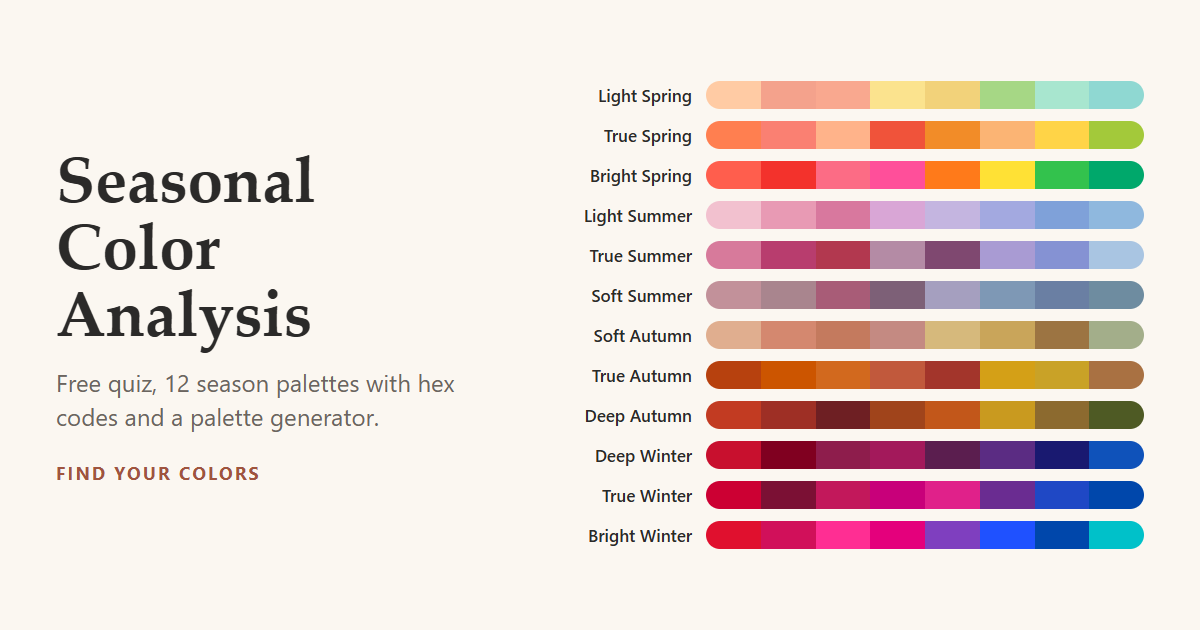 Seasonal
Color
Analysis
Free quiz, 12 season palettes with hex
codes and a palette generator.
FIND YOUR COLORS
Light Spring
True Spring
Bright Spring
Light Summer
True Summer
Soft Summer
Soft Autumn
True Autumn
Deep Autumn
Deep Winter
True Winter
Bright Winter